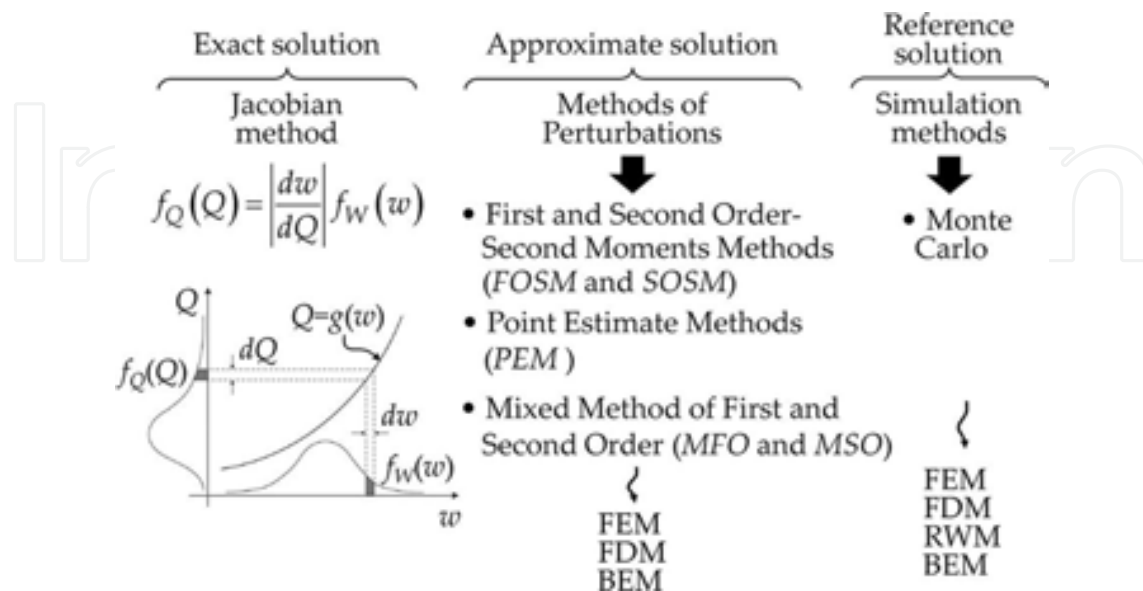 Exact solution
Jacobian
method
f_Q(Q) = |dw/dQ| f_W(w)
Q
Q=g(w)
dQ
f_Q(Q)
dw
f_W(w)
w
Approximate solution
Methods of
Perturbations
• First and Second Order-
Second Moments Methods
(FOSM and SOSM)
• Point Estimate Methods
(PEM )
• Mixed Method of First and
Second Order (MFO and MSO)
FEM
FDM
BEM
Reference
solution
Simulation
methods
• Monte
Carlo
FEM
FDM
RWM
BEM